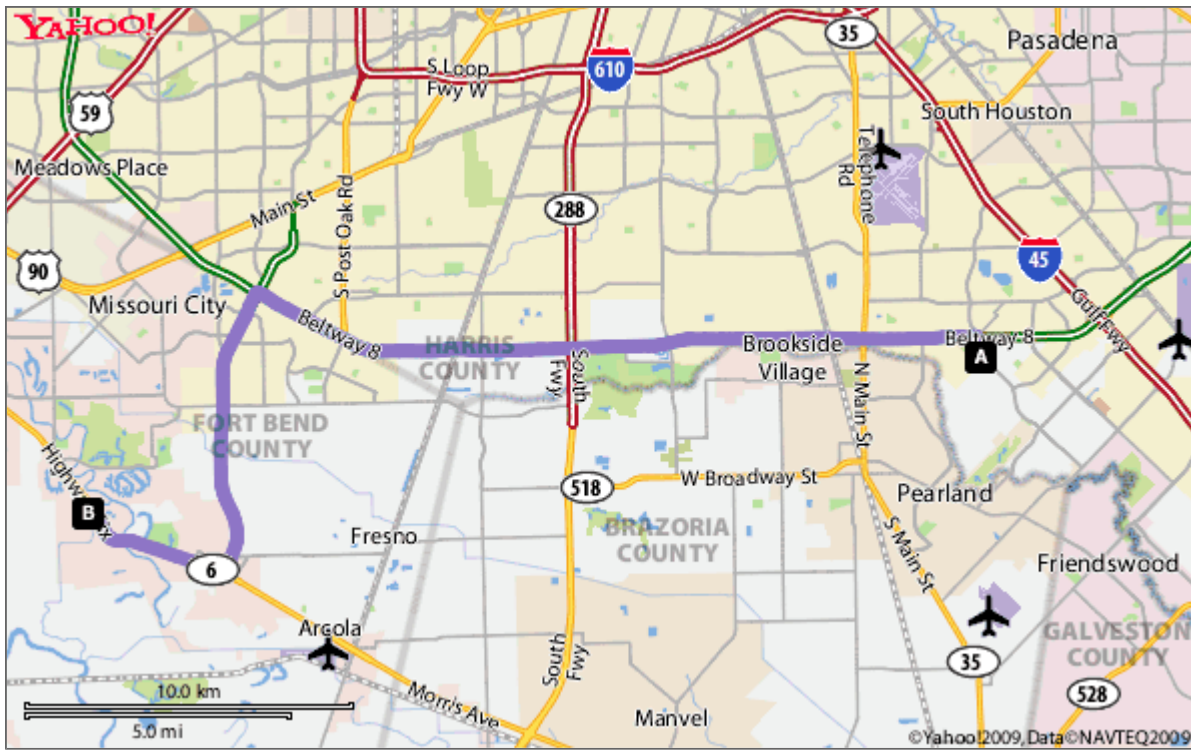 YAHOO!
35
Pasadena
S Loop
Fwy W
610
59
South Houston
Meadows Place
Telephone
Rd
S Post Oak Rd
Main St
288
90
45
Missouri City
Gulf Fwy
Beltway 8
HARRIS
COUNTY
South
Fwy
Brookside
Village
Beltway 8
A
N Main St
FORT BEND
COUNTY
Highway
B
518
W Broadway St
Pearland
BRAZORIA
COUNTY
Fresno
6
S Main St
Friendswood
Arcola
GALVESTON
COUNTY
South
Fwy
35
10.0 km
5.0 mi
Morris Ave
Manvel
528
©Yahoo!2009, Data©NAVTEQ2009